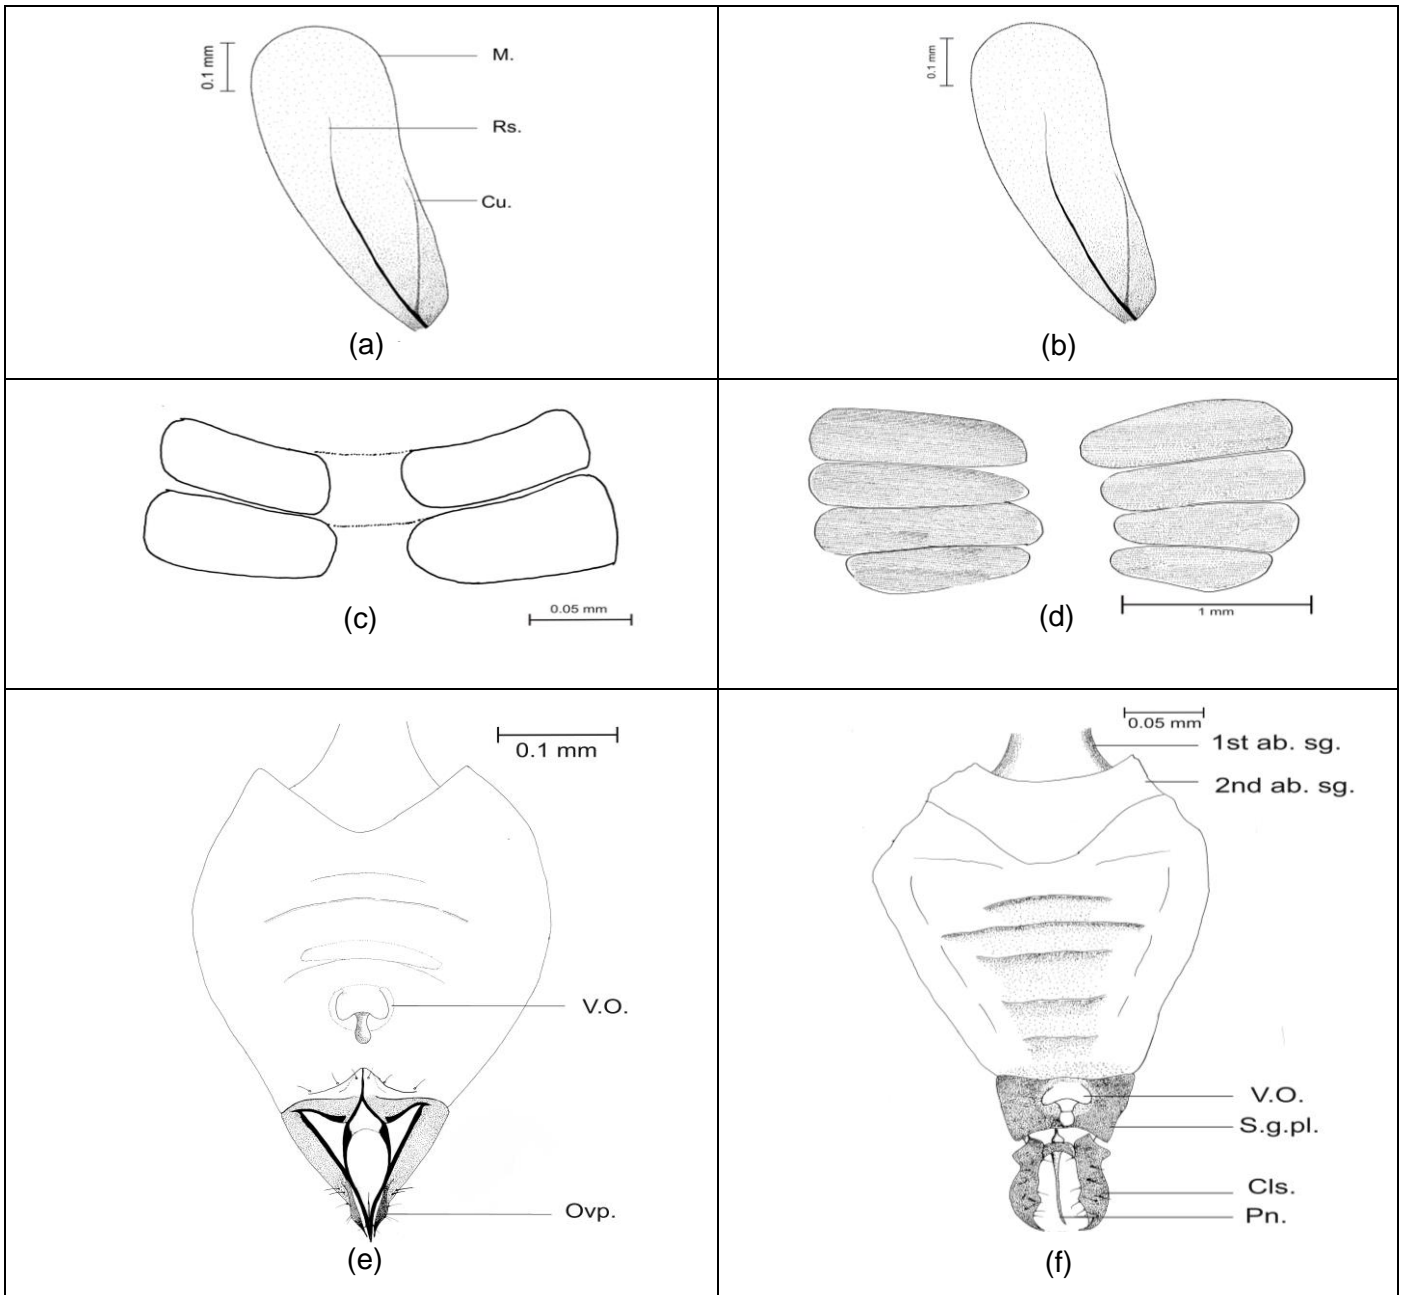 0.1 mm
M.
Rs.
Cu.
(a)
0.1 mm
(b)
0.05 mm
(c)
1 mm
(d)
0.1 mm
V.O.
Ovp.
(e)
0.05 mm
1st ab. sg.
2nd ab. sg.
V.O.
S.g.pl.
Cls.
Pn.
(f)